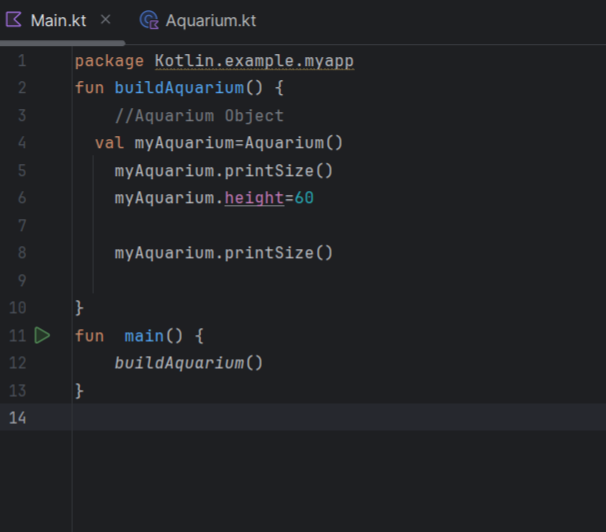 Main.kt × Aquarium.kt
1 package Kotlin.example.myapp
2 fun buildAquarium() {
3     //Aquarium Object
4   val myAquarium=Aquarium()
5     myAquarium.printSize()
6     myAquarium.height=60
7
8     myAquarium.printSize()
9
10 }
11 fun  main() {
12     buildAquarium()
13 }
14